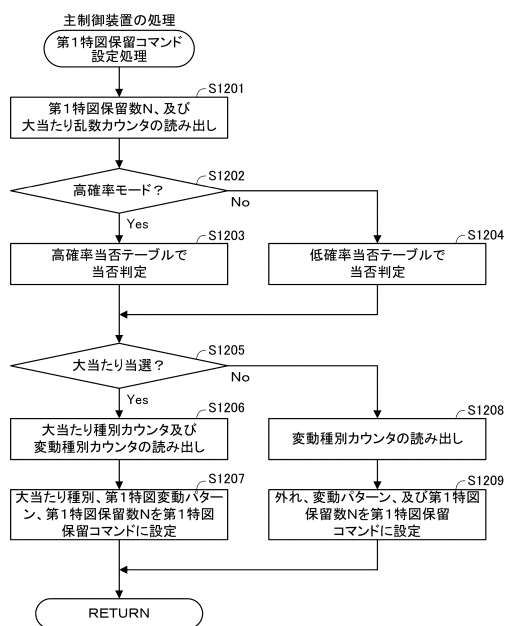 主制御装置の処理
第1特図保留コマンド
設定処理
S1201
第1特図保留数N、及び
大当たり乱数カウンタの読み出し
S1202
高確率モード?
No
Yes
S1203
高確率当否テーブルで
当否判定
S1204
低確率当否テーブルで
当否判定
S1205
大当たり当選?
No
Yes
S1206
大当たり種別カウンタ及び
変動種別カウンタの読み出し
S1208
変動種別カウンタの読み出し
S1207
大当たり種別、第1特図変動パター
ン、第1特図保留数Nを第1特図
保留コマンドに設定
S1209
外れ、変動パターン、及び第1特図
保留数Nを第1特図保留
コマンドに設定
RETURN